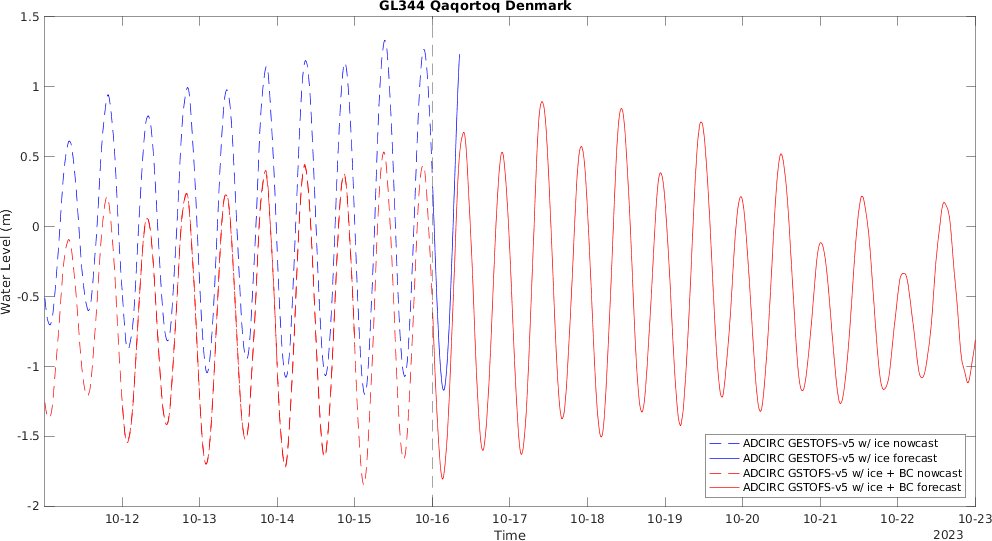 GL344 Qaqortoq Denmark
1.5
1
0.5
0
-0.5
-1
-1.5
-2
Water Level (m)
ADCIRC GESTOFS-v5 w/ ice nowcast
ADCIRC GESTOFS-v5 w/ ice forecast
ADCIRC GSTOFS-v5 w/ ice + BC nowcast
ADCIRC GSTOFS-v5 w/ ice + BC forecast
10-12 10-13 10-14 10-15 10-16 10-17 10-18 10-19 10-20 10-21 10-22 10-23
Time 2023